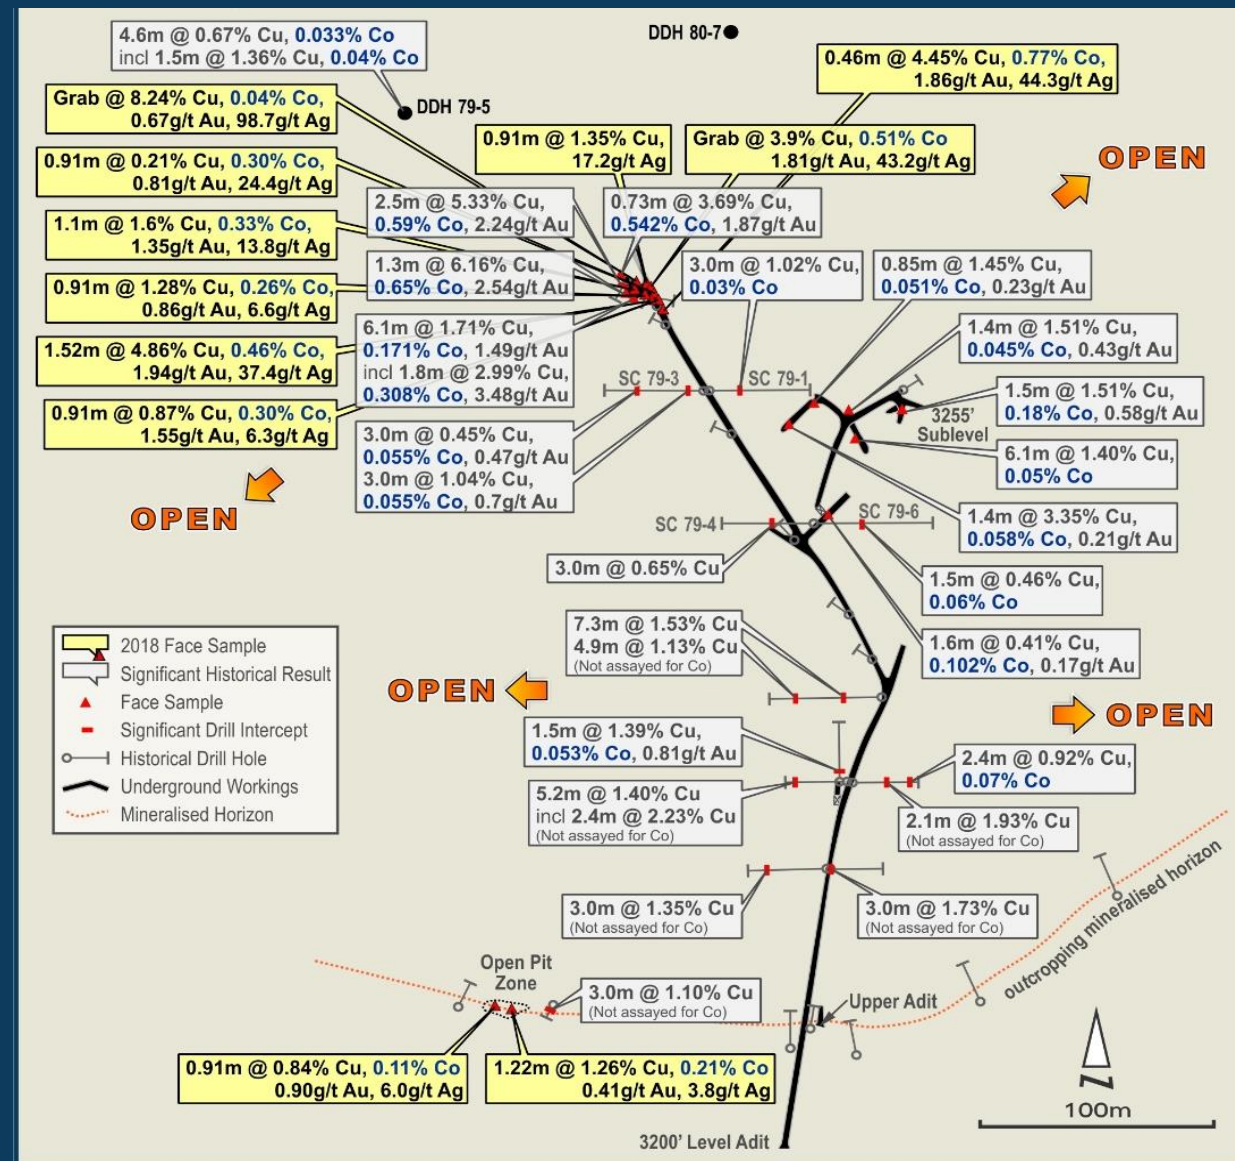 4.6m @ 0.67% Cu, 0.033% Co
incl 1.5m @ 1.36% Cu, 0.04% Co
DDH 80-7
DDH 79-5
0.46m @ 4.45% Cu, 0.77% Co,
1.86g/t Au, 44.3g/t Ag
Grab @ 8.24% Cu, 0.04% Co,
0.67g/t Au, 98.7g/t Ag
0.91m @ 1.35% Cu,
17.2g/t Ag
Grab @ 3.9% Cu, 0.51% Co
1.81g/t Au, 43.2g/t Ag
OPEN
0.91m @ 0.21% Cu, 0.30% Co,
0.81g/t Au, 24.4g/t Ag
2.5m @ 5.33% Cu,
0.59% Co, 2.24g/t Au
0.73m @ 3.69% Cu,
0.542% Co, 1.87g/t Au
1.1m @ 1.6% Cu, 0.33% Co,
1.35g/t Au, 13.8g/t Ag
1.3m @ 6.16% Cu,
0.65% Co, 2.54g/t Au
3.0m @ 1.02% Cu,
0.03% Co
0.85m @ 1.45% Cu,
0.051% Co, 0.23g/t Au
0.91m @ 1.28% Cu, 0.26% Co,
0.86g/t Au, 6.6g/t Ag
6.1m @ 1.71% Cu,
0.171% Co, 1.49g/t Au
incl 1.8m @ 2.99% Cu,
0.308% Co, 3.48g/t Au
1.4m @ 1.51% Cu,
0.045% Co, 0.43g/t Au
1.52m @ 4.86% Cu, 0.46% Co,
1.94g/t Au, 37.4g/t Ag
SC 79-3
SC 79-1
1.5m @ 1.51% Cu,
0.18% Co, 0.58g/t Au
0.91m @ 0.87% Cu, 0.30% Co,
1.55g/t Au, 6.3g/t Ag
3255'
Sublevel
3.0m @ 0.45% Cu,
0.055% Co, 0.47g/t Au
3.0m @ 1.04% Cu,
0.055% Co, 0.7g/t Au
6.1m @ 1.40% Cu,
0.05% Co
OPEN
SC 79-4
SC 79-6
1.4m @ 3.35% Cu,
0.058% Co, 0.21g/t Au
3.0m @ 0.65% Cu
1.5m @ 0.46% Cu,
0.06% Co
7.3m @ 1.53% Cu
4.9m @ 1.13% Cu
(Not assayed for Co)
1.6m @ 0.41% Cu,
0.102% Co, 0.17g/t Au
2018 Face Sample
Significant Historical Result
Face Sample
Significant Drill Intercept
Historical Drill Hole
Underground Workings
Mineralised Horizon
OPEN
OPEN
1.5m @ 1.39% Cu,
0.053% Co, 0.81g/t Au
2.4m @ 0.92% Cu,
0.07% Co
5.2m @ 1.40% Cu
incl 2.4m @ 2.23% Cu
(Not assayed for Co)
2.1m @ 1.93% Cu
(Not assayed for Co)
3.0m @ 1.35% Cu
(Not assayed for Co)
3.0m @ 1.73% Cu
(Not assayed for Co)
outcropping mineralised horizon
Open Pit
Zone
3.0m @ 1.10% Cu
(Not assayed for Co)
Upper Adit
0.91m @ 0.84% Cu, 0.11% Co
0.90g/t Au, 6.0g/t Ag
1.22m @ 1.26% Cu, 0.21% Co
0.41g/t Au, 3.8g/t Ag
N
100m
3200' Level Adit